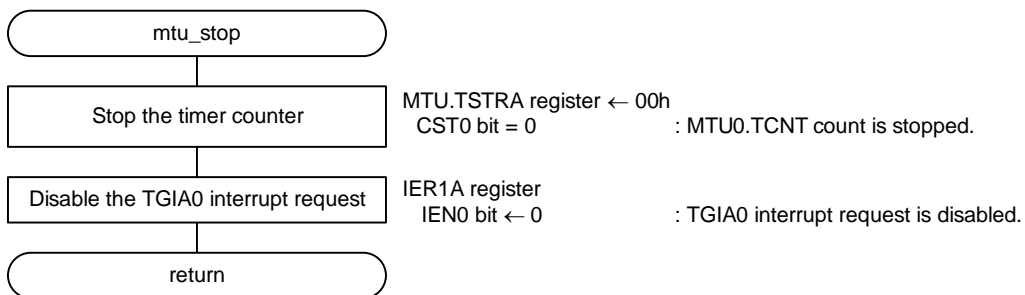 mtu_stop
Stop the timer counter
MTU.TSTRA register ← 00h
CST0 bit = 0 : MTU0.TCNT count is stopped.
Disable the TGIA0 interrupt request
IER1A register
IEN0 bit ← 0 : TGIA0 interrupt request is disabled.
return